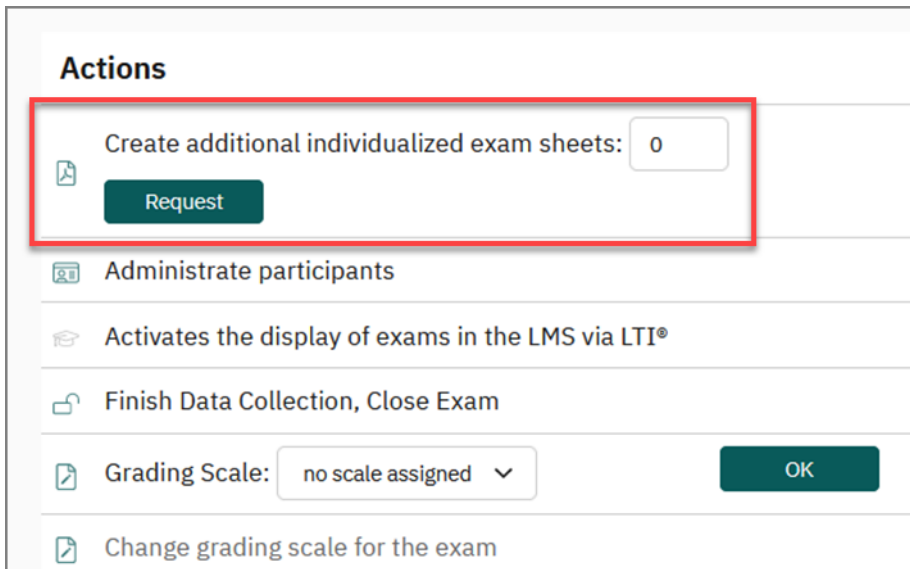 Actions
Create additional individualized exam sheets: 0
Request
Administrate participants
Activates the display of exams in the LMS via LTI®
Finish Data Collection, Close Exam
Grading Scale: no scale assigned OK
Change grading scale for the exam